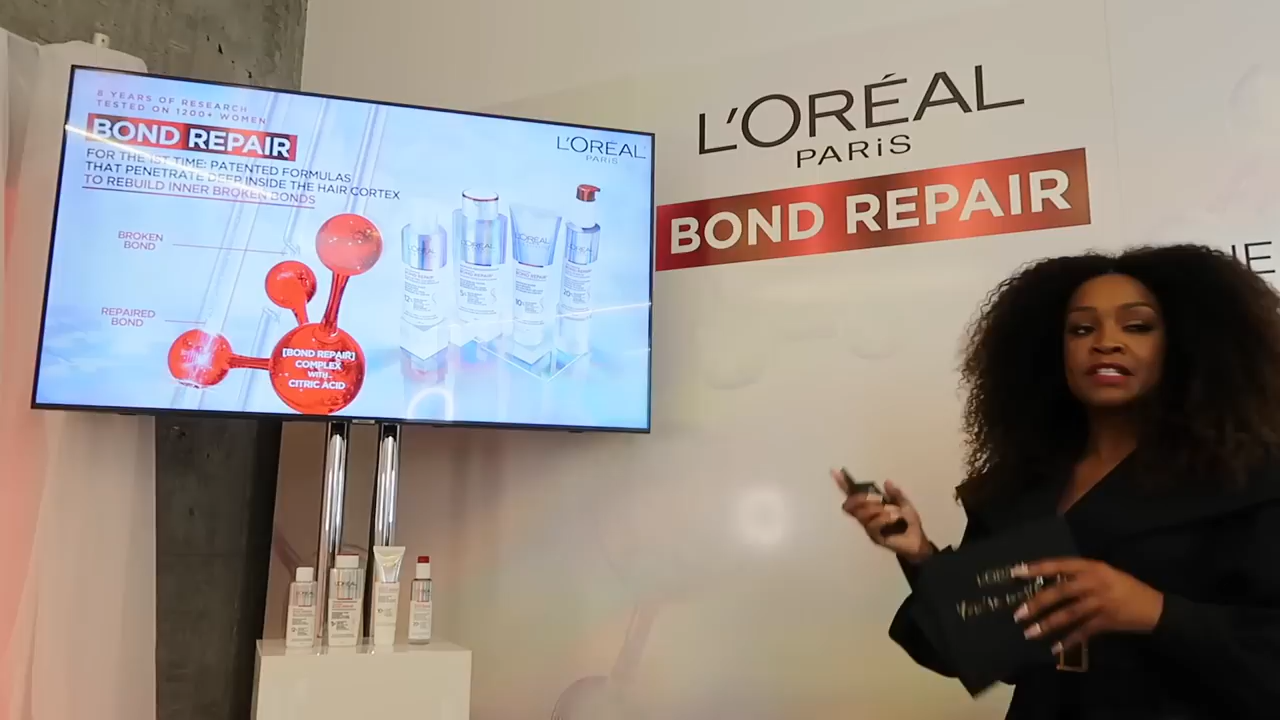 8 YEARS OF RESEARCH
TESTED ON 1200+ WOMEN
BOND REPAIR
FOR THE 1ST TIME: PATENTED FORMULAS
THAT PENETRATE DEEP INSIDE THE HAIR CORTEX
TO REBUILD INNER BROKEN BONDS
BROKEN
BOND
REPAIRED
BOND
[BOND REPAIR]
COMPLEX
WITH
CITRIC ACID
L'ORÉAL
PARiS
L'ORÉAL
PARiS
BOND REPAIR
L'ORÉAL